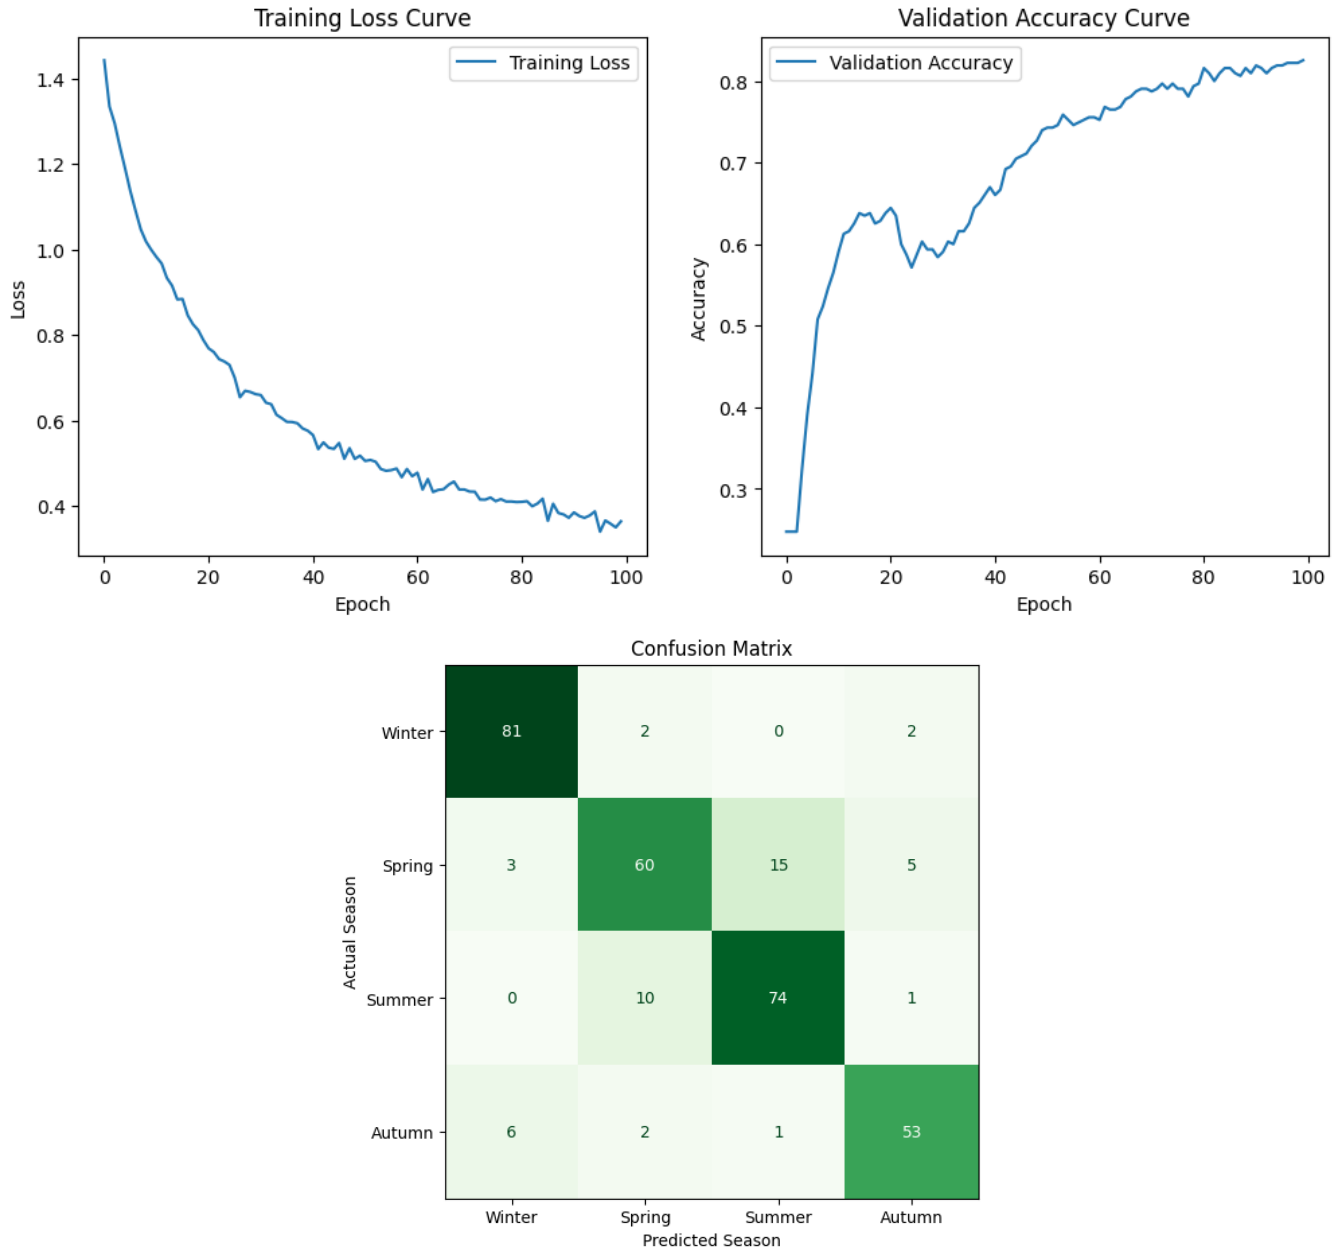 Training Loss Curve
Training Loss
1.4
1.2
1.0
0.8
0.6
0.4
Loss
0 20 40 60 80 100
Epoch
Validation Accuracy Curve
Validation Accuracy
0.8
0.7
0.6
0.5
0.4
0.3
Accuracy
0 20 40 60 80 100
Epoch
Confusion Matrix
Actual Season
Winter 81 2 0 2
Spring 3 60 15 5
Summer 0 10 74 1
Autumn 6 2 1 53
Winter Spring Summer Autumn
Predicted Season